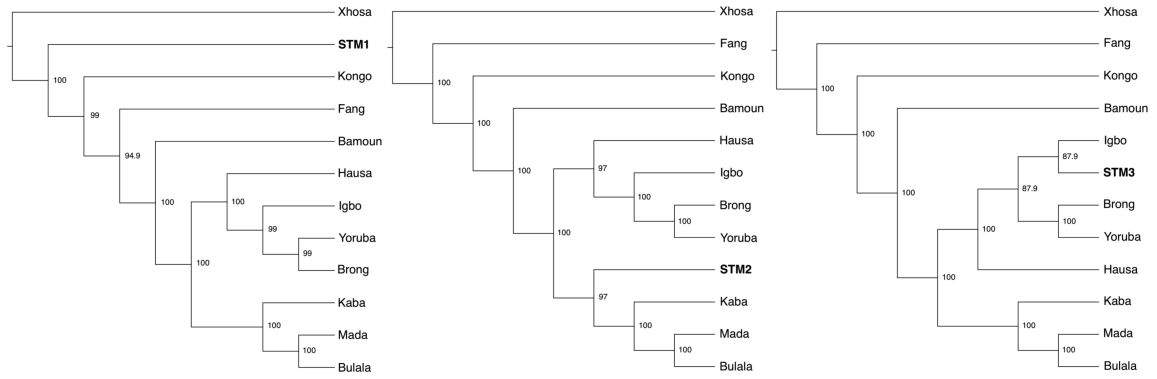 Xhosa
STM1
100
Kongo
99
Fang
94.9
Bamoun
100
Hausa
100
Igbo
99
Yoruba
99
Brong
100
Kaba
100
Mada
100
Bulala
Xhosa
Fang
100
Kongo
100
Bamoun
100
Hausa
97
Igbo
100
Brong
100
Yoruba
100
STM2
97
Kaba
100
Mada
100
Bulala
Xhosa
Fang
100
Kongo
100
Bamoun
100
Igbo
87.9
STM3
87.9
Brong
100
Yoruba
100
Hausa
100
Kaba
100
Mada
100
Bulala